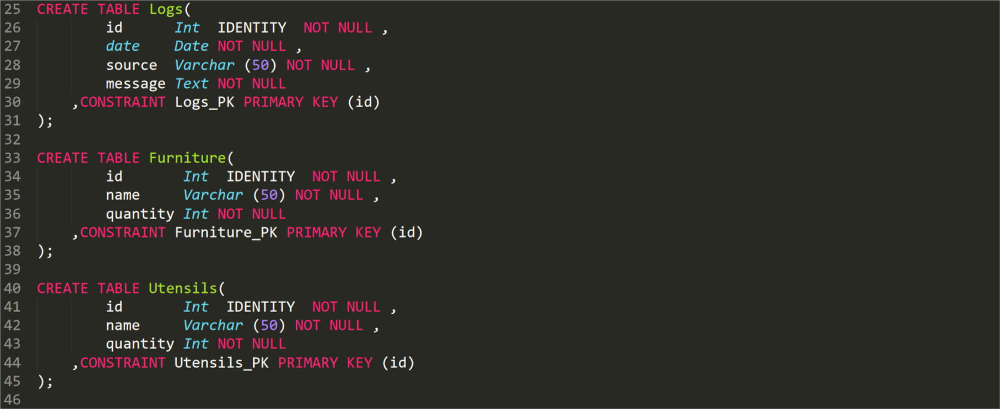 25 CREATE TABLE Logs(
26         id      Int  IDENTITY  NOT NULL ,
27         date    Date NOT NULL ,
28         source  Varchar (50) NOT NULL ,
29         message Text NOT NULL
30     ,CONSTRAINT Logs_PK PRIMARY KEY (id)
31 );
32
33 CREATE TABLE Furniture(
34         id       Int  IDENTITY  NOT NULL ,
35         name     Varchar (50) NOT NULL ,
36         quantity Int NOT NULL
37     ,CONSTRAINT Furniture_PK PRIMARY KEY (id)
38 );
39
40 CREATE TABLE Utensils(
41         id       Int  IDENTITY  NOT NULL ,
42         name     Varchar (50) NOT NULL ,
43         quantity Int NOT NULL
44     ,CONSTRAINT Utensils_PK PRIMARY KEY (id)
45 );
46